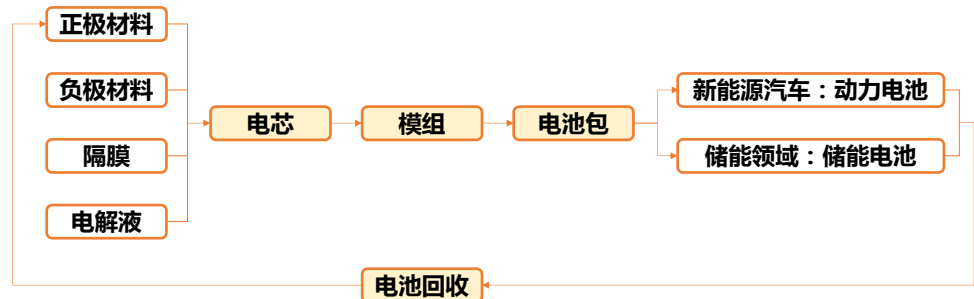 正极材料
负极材料
隔膜
电解液
电芯
模组
电池包
新能源汽车：动力电池
储能领域：储能电池
电池回收